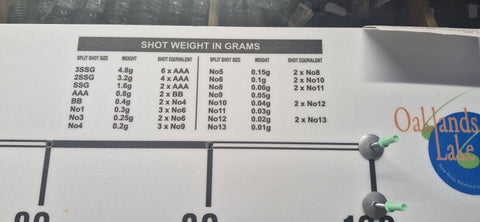 SHOT WEIGHT IN GRAMS
SPLIT SHOT SIZE WEIGHT SHOT EQUIVALENT SPLIT SHOT SIZE WEIGHT SHOT EQUIVALENT
3SSG 4.8g 6 x AAA No5 0.15g 2 x No8
2SSG 3.2g 4 x AAA No6 0.1g 2 x No10
SSG 1.6g 2 x AAA No8 0.06g 2 x No11
AAA 0.8g 2 x BB No9 0.05g
BB 0.4g 2 x No4 No10 0.04g 2 x No12
No1 0.3g 3 x No6 No11 0.03g
No3 0.25g 2 x No6 No12 0.02g 2 x No13
No4 0.2g 3 x No9 No13 0.01g
Oaklands
Lake